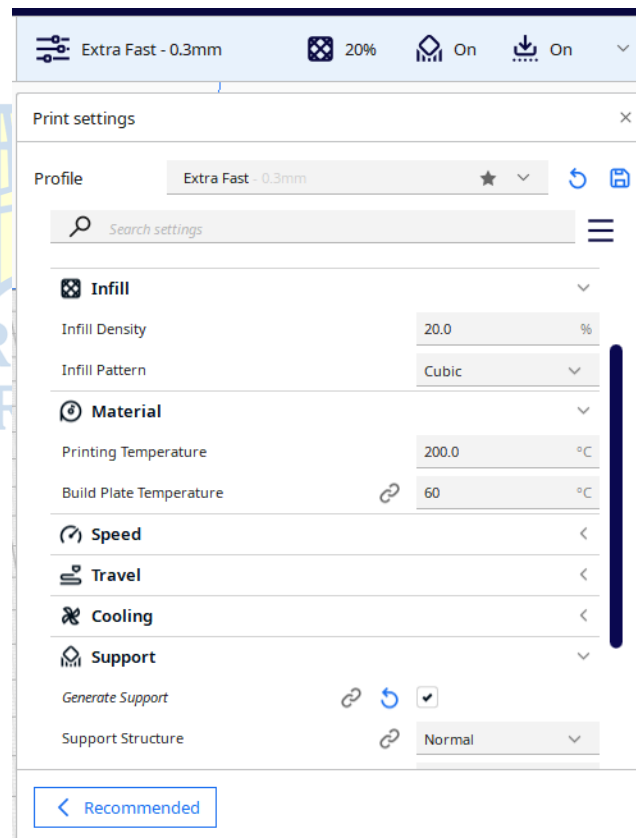 Extra Fast - 0.3mm 20% On On
Print settings
Profile Extra Fast - 0.3mm
Search settings
Infill
Infill Density 20.0 %
Infill Pattern Cubic
Material
Printing Temperature 200.0 °C
Build Plate Temperature 60 °C
Speed
Travel
Cooling
Support
Generate Support
Support Structure Normal
Recommended